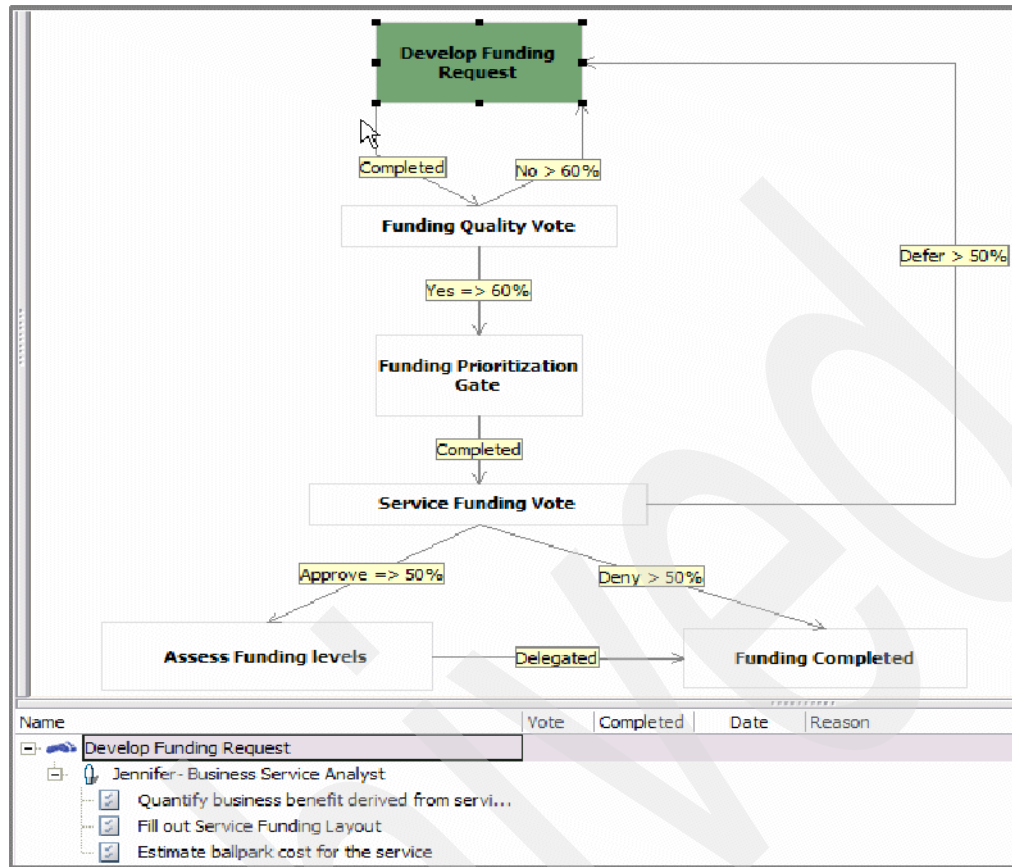 Develop Funding
Request
Completed
No > 60%
Funding Quality Vote
Defer > 50%
Yes => 60%
Funding Prioritization
Gate
Completed
Service Funding Vote
Approve => 50%
Deny > 50%
Assess Funding levels
Delegated
Funding Completed
Name Vote Completed Date Reason
Develop Funding Request
Jennifer- Business Service Analyst
Quantify business benefit derived from servi...
Fill out Service Funding Layout
Estimate ballpark cost for the service